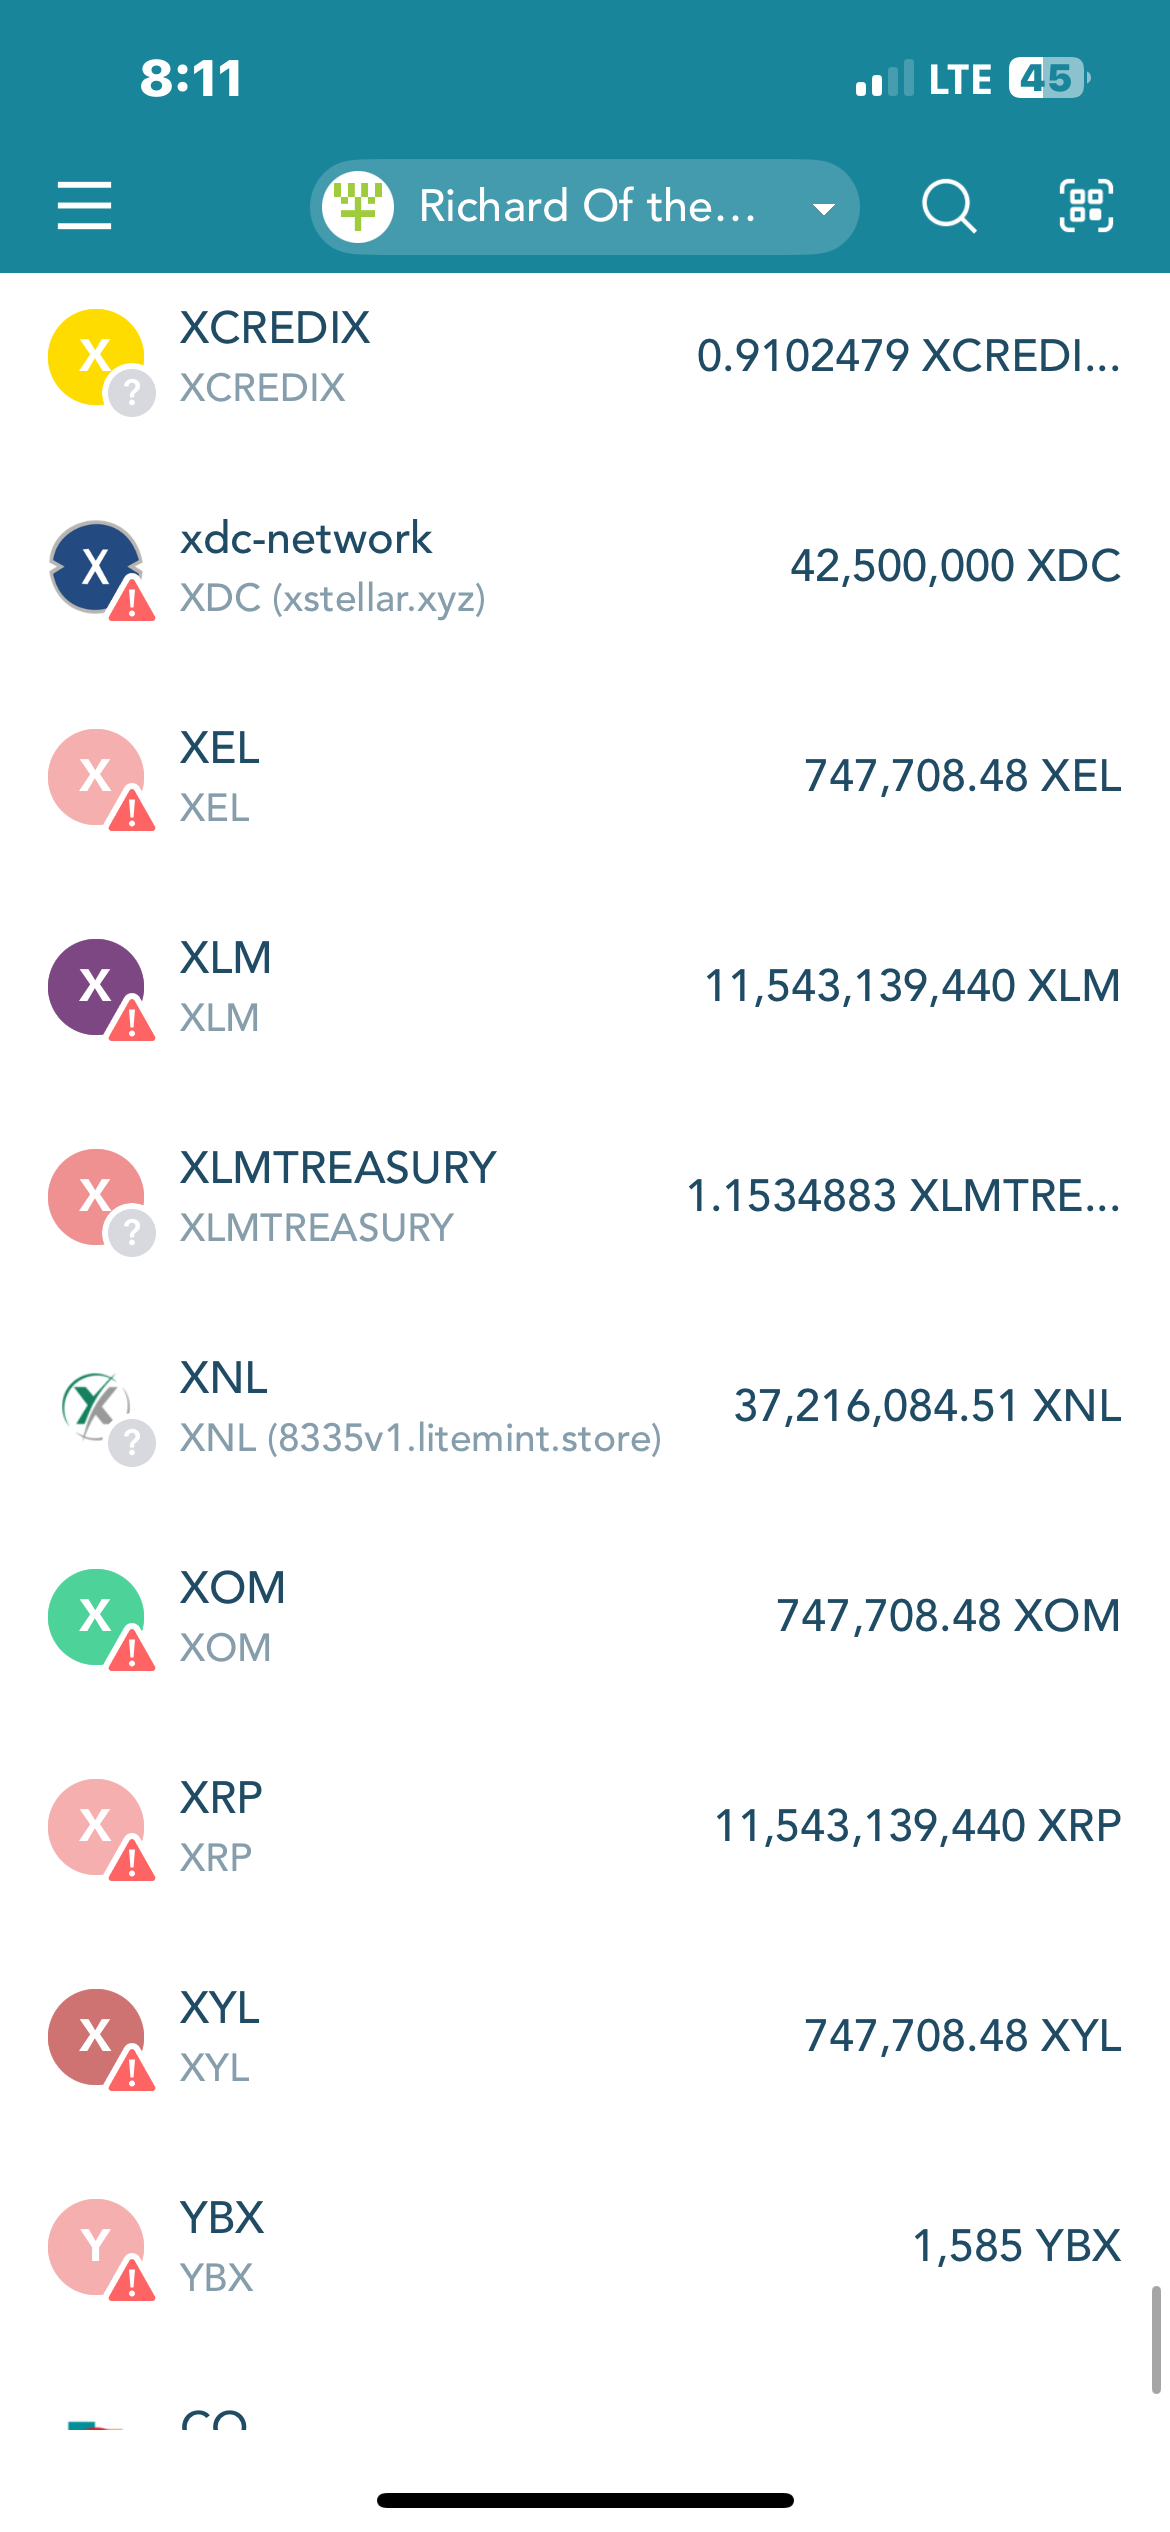 8:11
LTE 45
Richard Of the...
X
XCREDIX
XCREDIX
0.9102479 XCREDI...
X
xdc-network
XDC (xstellar.xyz)
42,500,000 XDC
X
XEL
XEL
747,708.48 XEL
X
XLM
XLM
11,543,139,440 XLM
X
XLMTREASURY
XLMTREASURY
1.1534883 XLMTRE...
XNL
XNL (8335v1.litemint.store)
37,216,084.51 XNL
X
XOM
XOM
747,708.48 XOM
X
XRP
XRP
11,543,139,440 XRP
X
XYL
XYL
747,708.48 XYL
Y
YBX
YBX
1,585 YBX